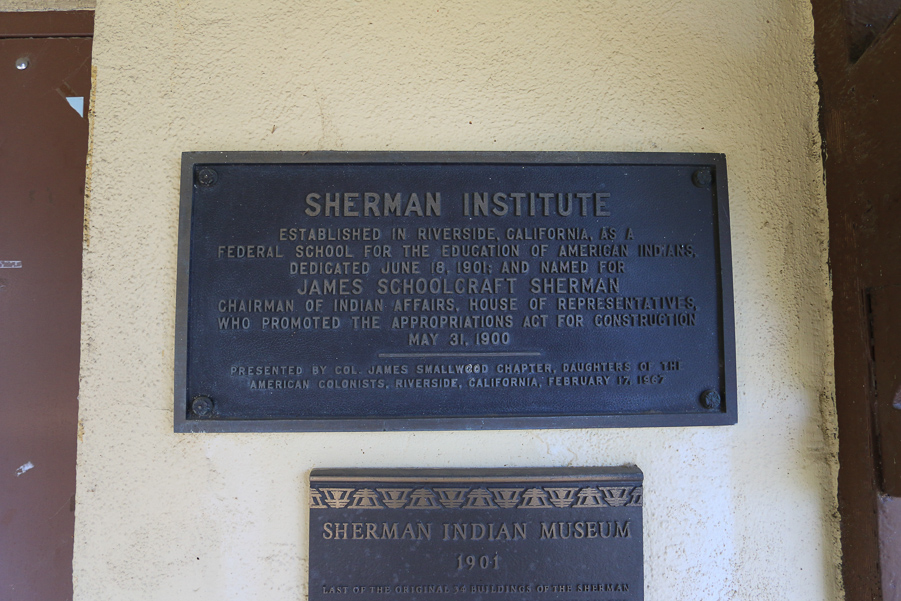 SHERMAN INSTITUTE
ESTABLISHED IN RIVERSIDE, CALIFORNIA, AS A
FEDERAL SCHOOL FOR THE EDUCATION OF AMERICAN INDIANS,
DEDICATED JUNE 18, 1901; AND NAMED FOR
JAMES SCHOOLCRAFT SHERMAN
CHAIRMAN OF INDIAN AFFAIRS, HOUSE OF REPRESENTATIVES,
WHO PROMOTED THE APPROPRIATIONS ACT FOR CONSTRUCTION
MAY 31, 1900
PRESENTED BY COL. JAMES SMALLWOOD CHAPTER, DAUGHTERS OF THE
AMERICAN COLONISTS, RIVERSIDE, CALIFORNIA, FEBRUARY 17, 1967
SHERMAN INDIAN MUSEUM
1901
LAST OF THE ORIGINAL 34 BUILDINGS OF THE SHERMAN